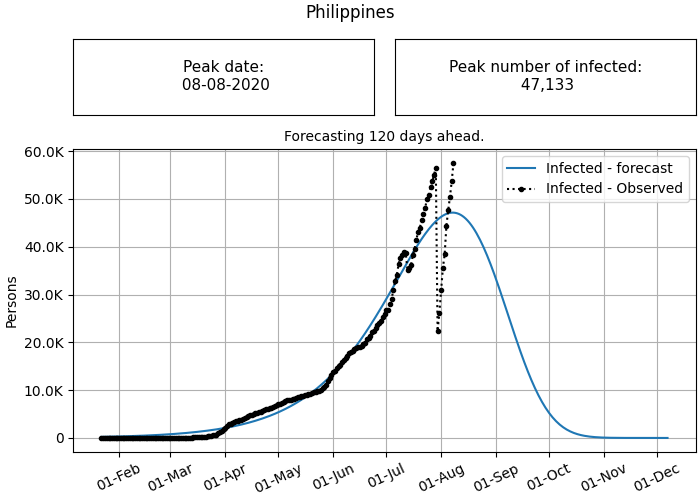 Philippines
Peak date:
08-08-2020
Peak number of infected:
47,133
Forecasting 120 days ahead.
60.0K
50.0K
40.0K
30.0K
20.0K
10.0K
0
Persons
Infected - forecast
Infected - Observed
01-Feb
01-Mar
01-Apr
01-May
01-Jun
01-Jul
01-Aug
01-Sep
01-Oct
01-Nov
01-Dec